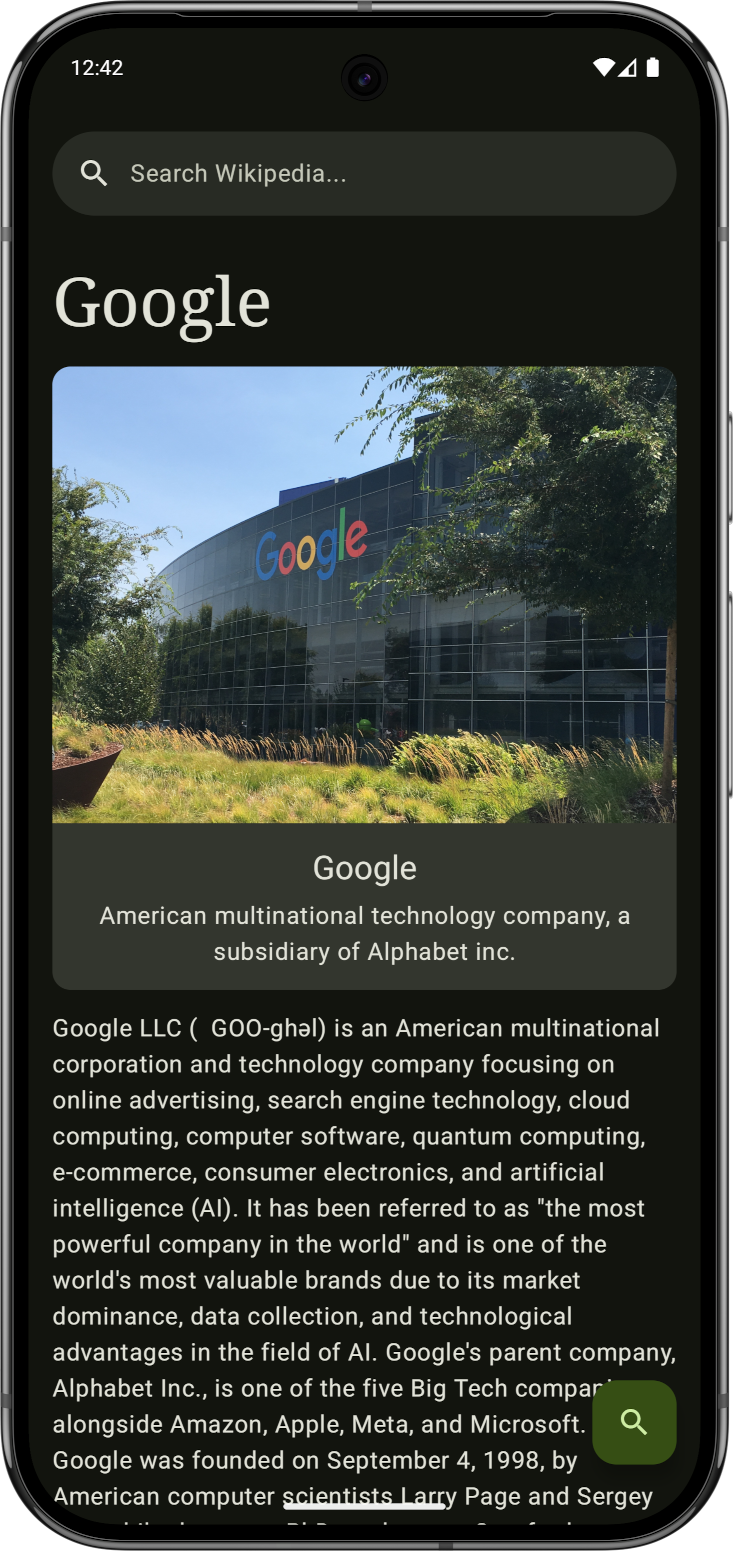 12:42
Search Wikipedia...
Google
Google
Google
American multinational technology company, a
subsidiary of Alphabet inc.
Google LLC ( GOO-ghəl) is an American multinational
corporation and technology company focusing on
online advertising, search engine technology, cloud
computing, computer software, quantum computing,
e-commerce, consumer electronics, and artificial
intelligence (AI). It has been referred to as "the most
powerful company in the world" and is one of the
world's most valuable brands due to its market
dominance, data collection, and technological
advantages in the field of AI. Google's parent company,
Alphabet Inc., is one of the five Big Tech
alongside Amazon, Apple, Meta, and Microsoft.
Google was founded on September 4, 1998, by
American computer scientists Larry Page and Sergey